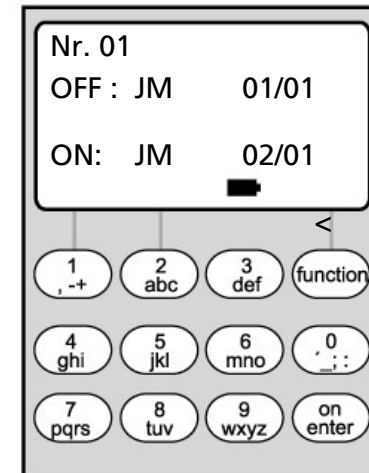 Nr. 01
OFF : JM 01/01
ON: JM 02/01
<
1 2 3 function
, -+ abc def
4 5 6 0
ghi jkl mno ´_; :
7 8 9 on
pqrs tuv wxyz enter